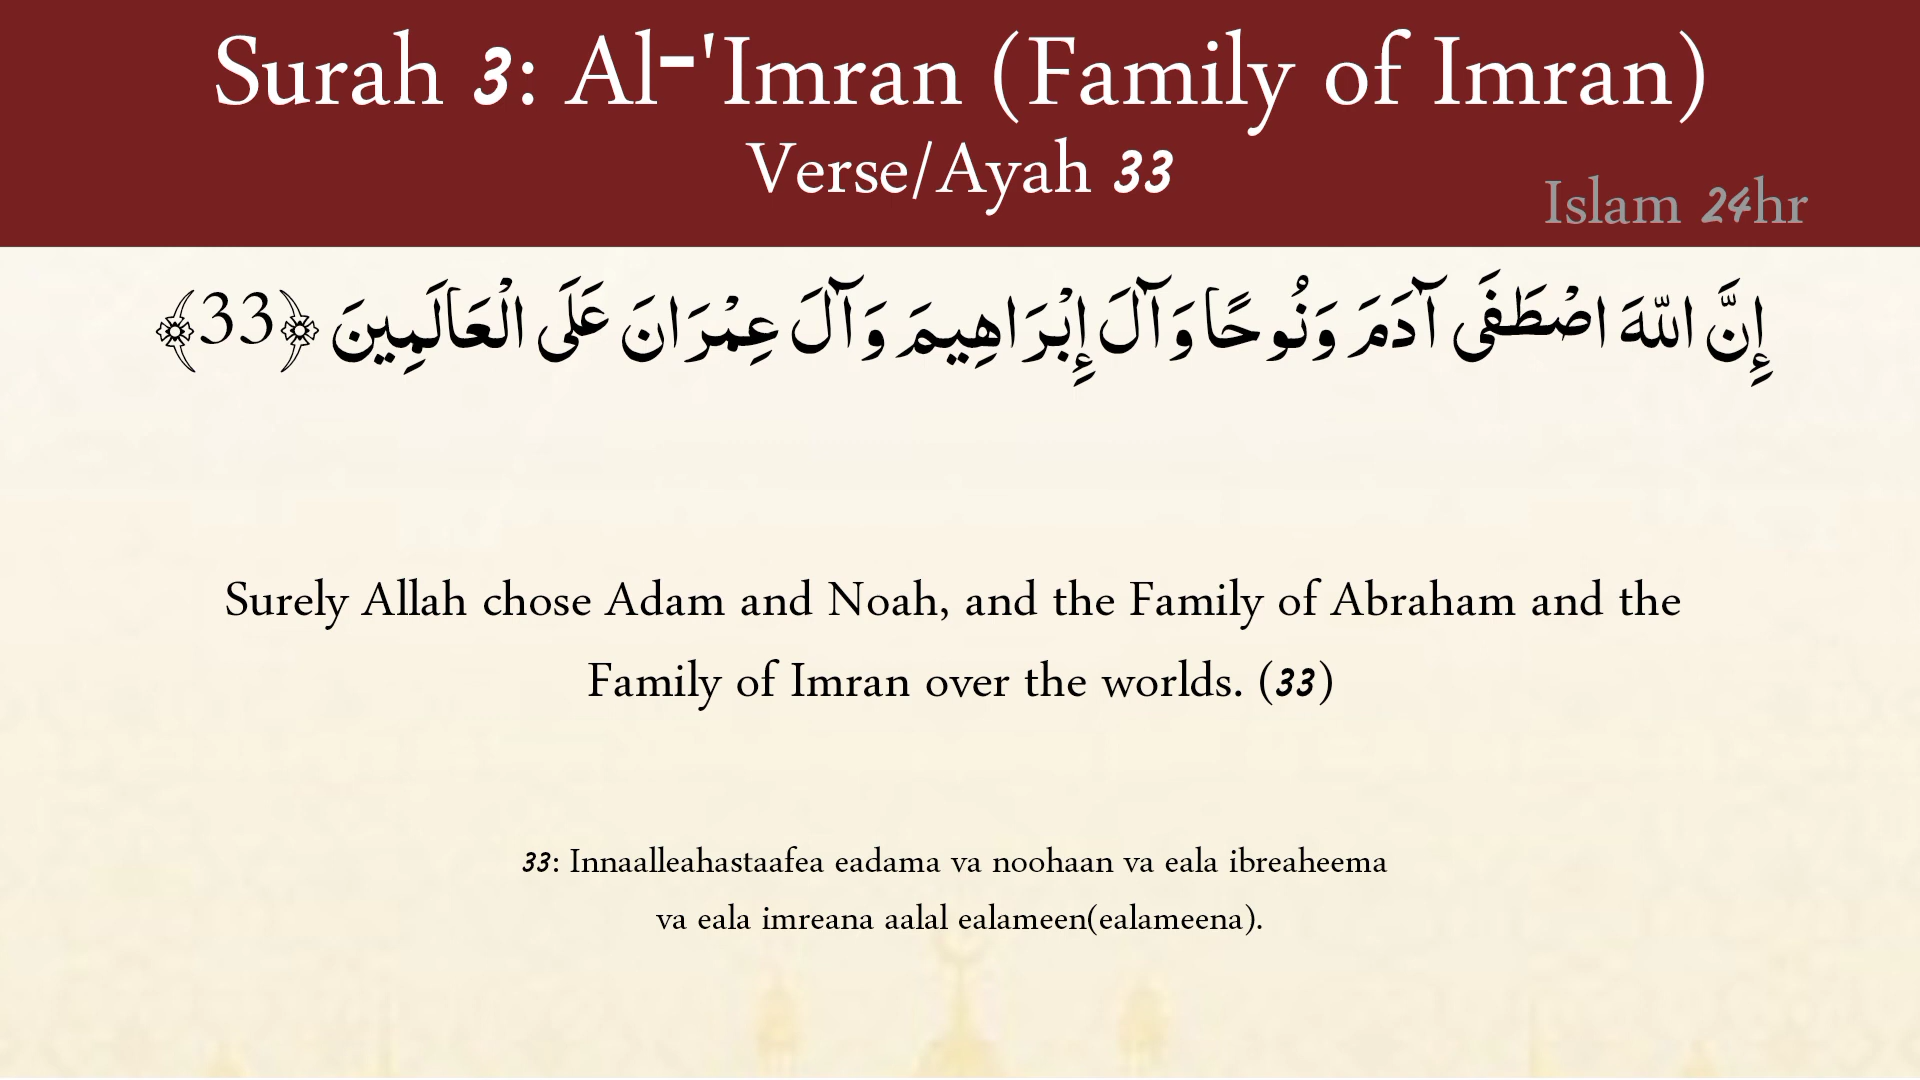 Surah 3: Al-'Imran (Family of Imran)
Verse/Ayah 33
Islam 24hr
إِنَّ اللّهَ اصْطَفَى آدَمَ وَنُوحًا وَآلَ إِبْرَاهِيمَ وَآلَ عِمْرَانَ عَلَى الْعَالَمِينَ ﴿33﴾
Surely Allah chose Adam and Noah, and the Family of Abraham and the
Family of Imran over the worlds. (33)
33: Innaalleahastaafea eadama va noohaan va eala ibreaheema
va eala imreana aalal ealameen(ealameena).